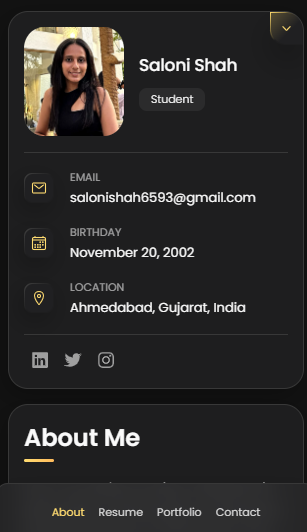 Saloni Shah
Student
EMAIL
salonishah6593@gmail.com
BIRTHDAY
November 20, 2002
LOCATION
Ahmedabad, Gujarat, India
About Me
About Resume Portfolio Contact